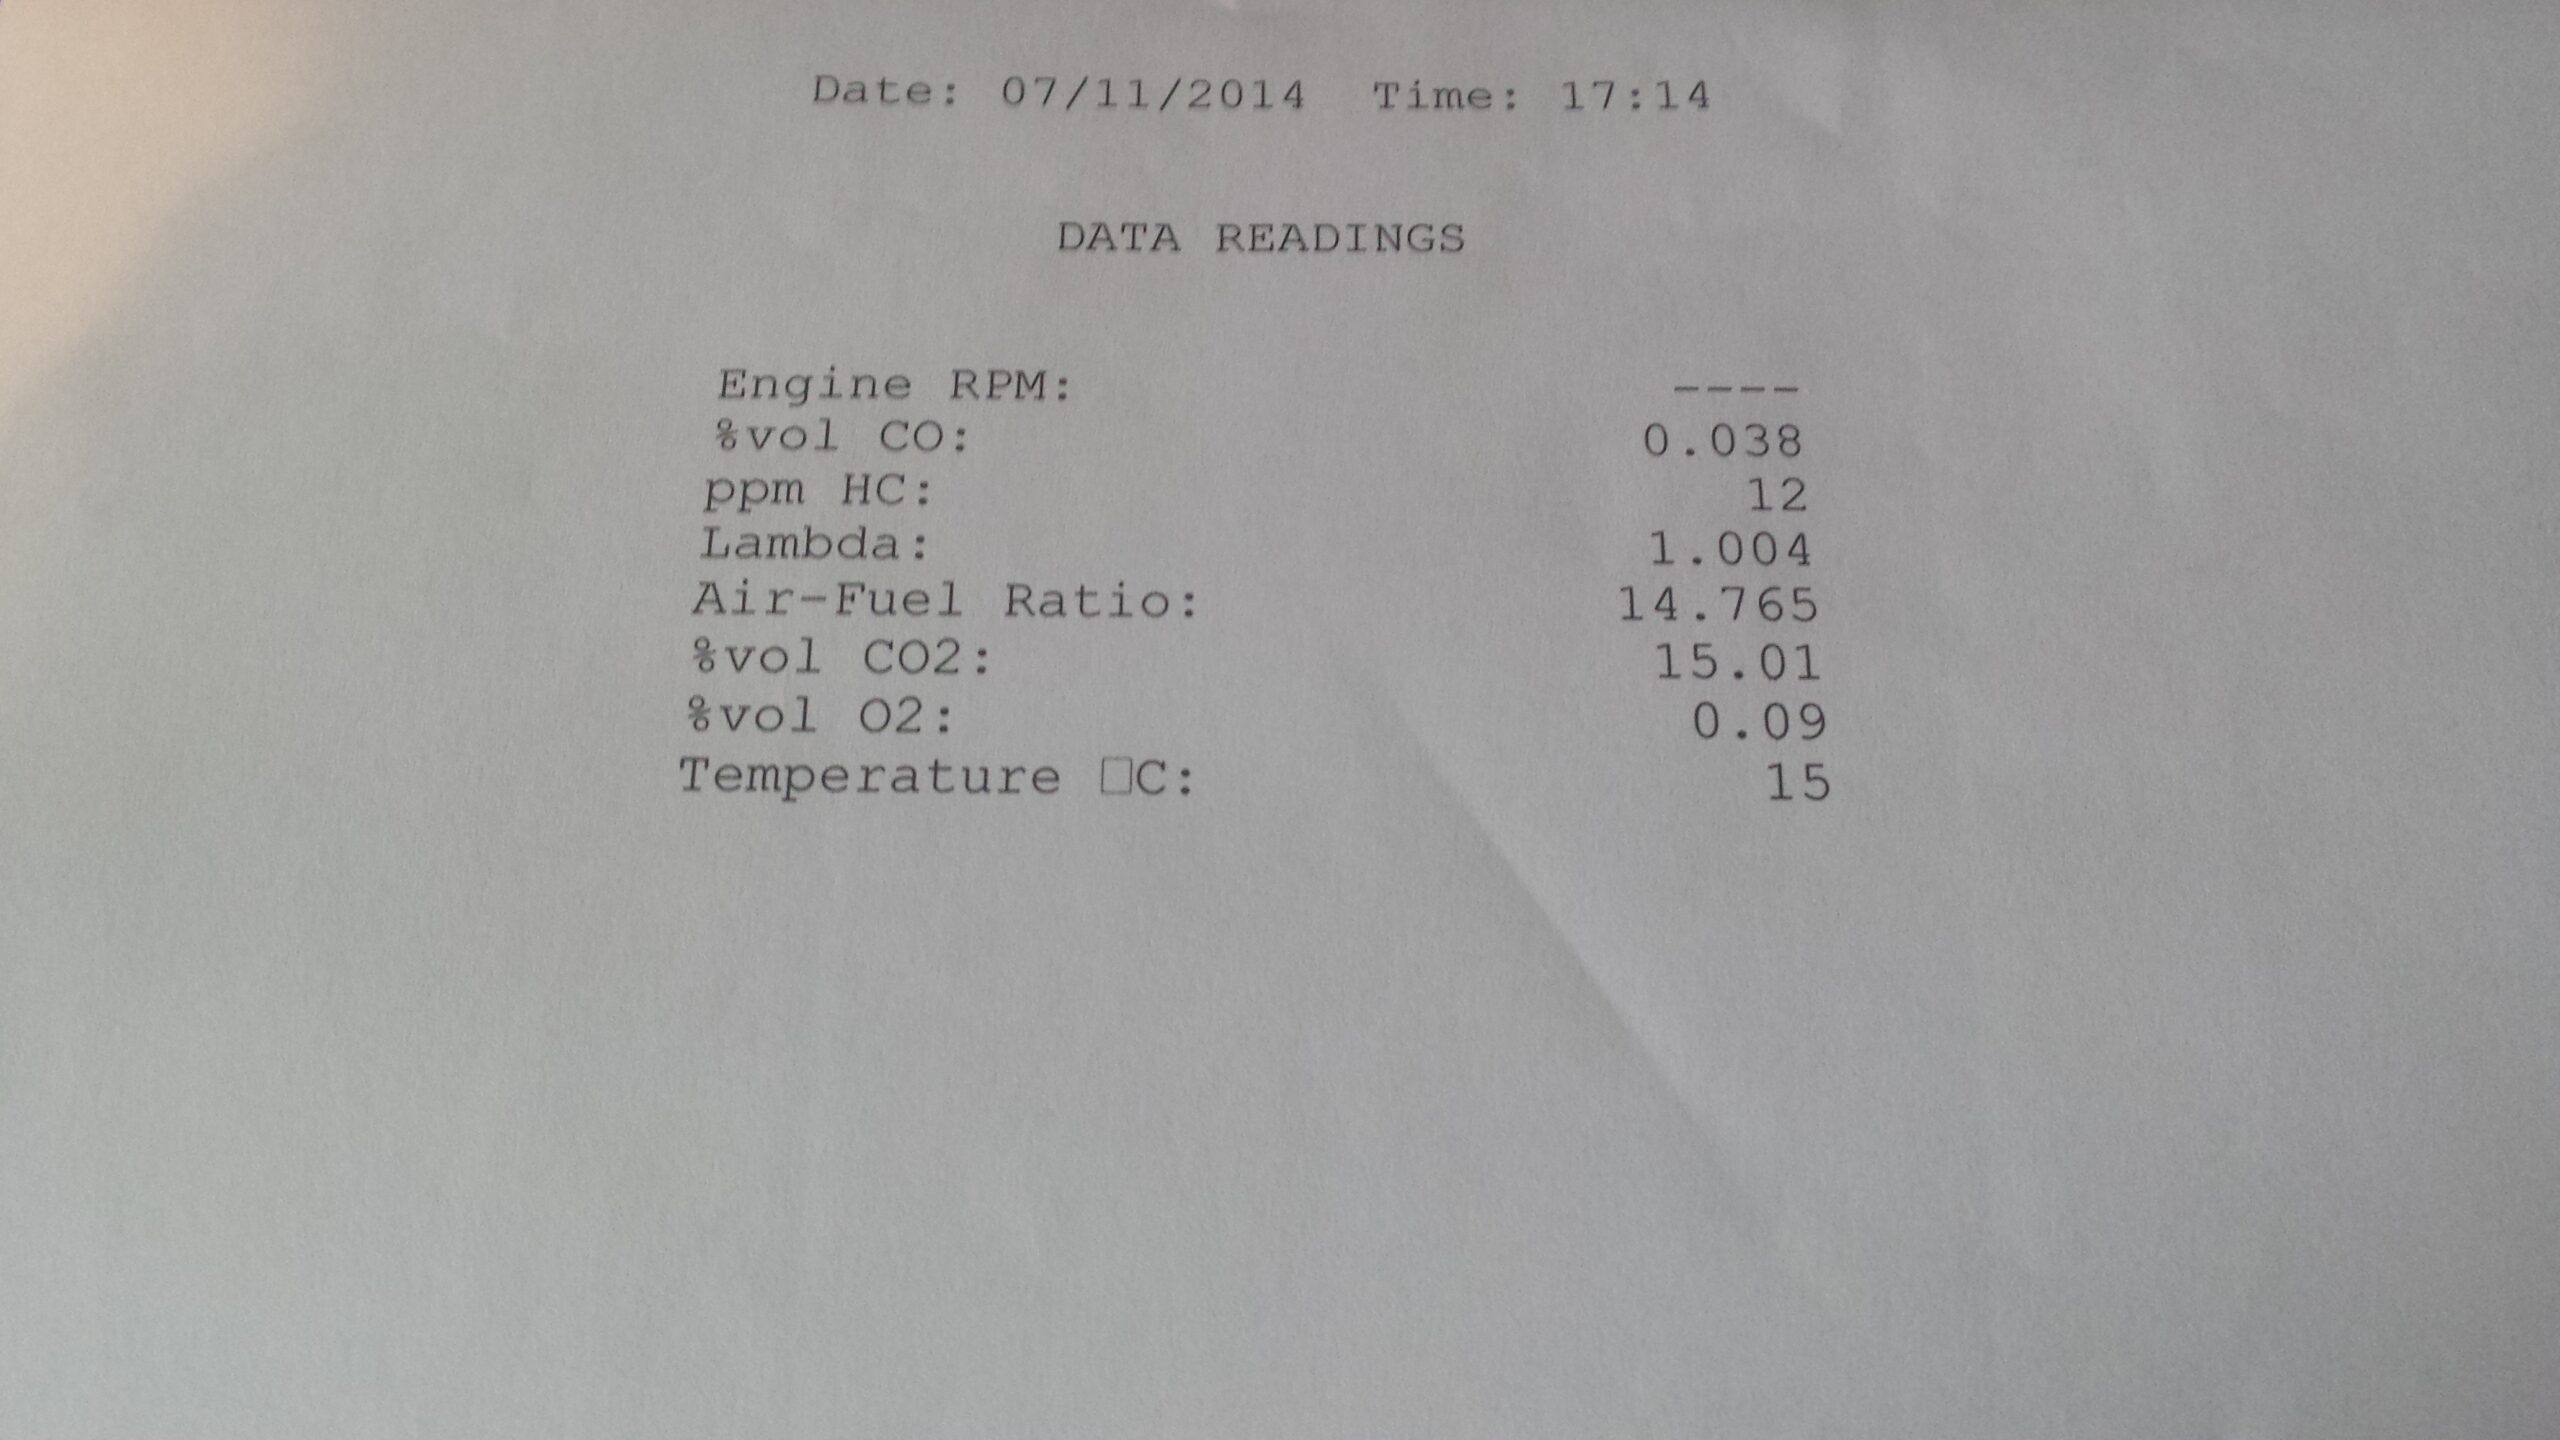 Date: 07/11/2014 Time: 17:14
DATA READINGS
Engine RPM: ----
%vol CO: 0.038
ppm HC: 12
Lambda: 1.004
Air-Fuel Ratio: 14.765
%vol CO2: 15.01
%vol O2: 0.09
Temperature □C: 15